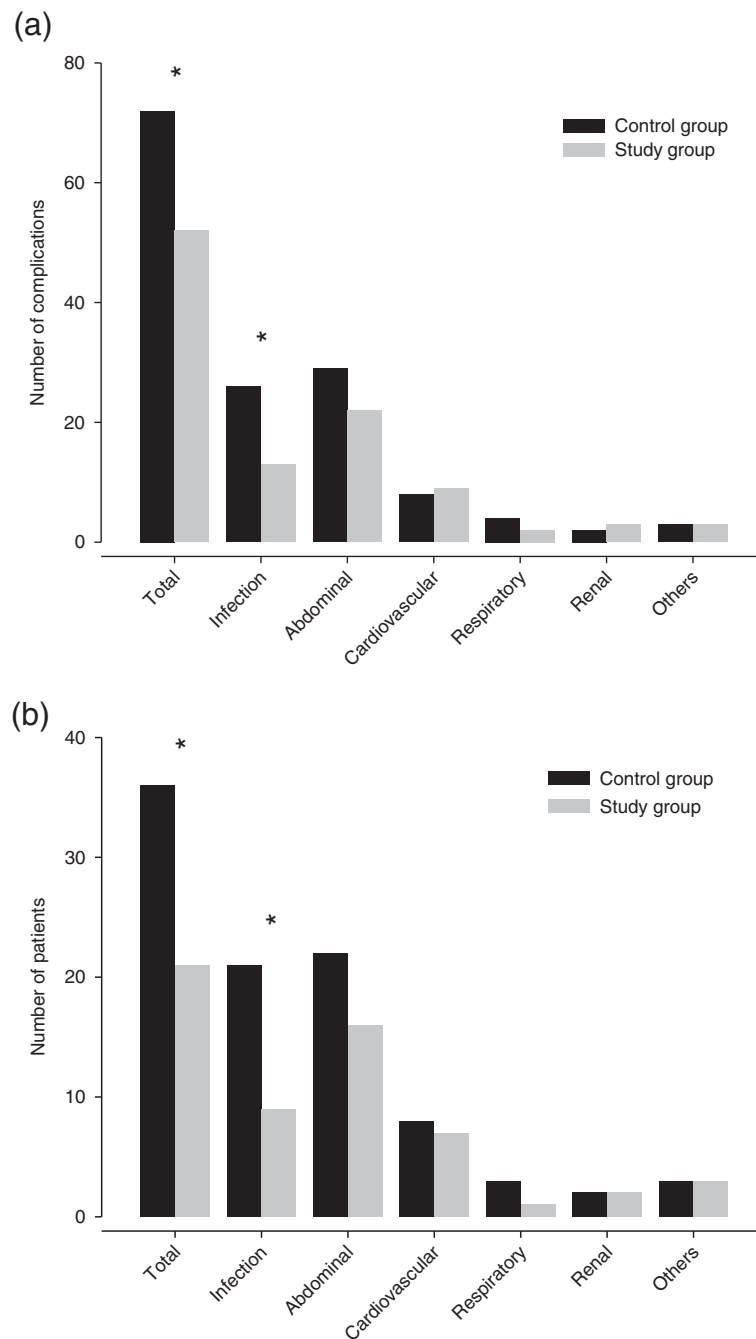 (a)
80
60
40
20
0
Number of complications
*
*
Control group
Study group
Total
Infection
Abdominal
Cardiovascular
Respiratory
Renal
Others
(b)
40
30
20
10
0
Number of patients
*
*
Control group
Study group
Total
Infection
Abdominal
Cardiovascular
Respiratory
Renal
Others